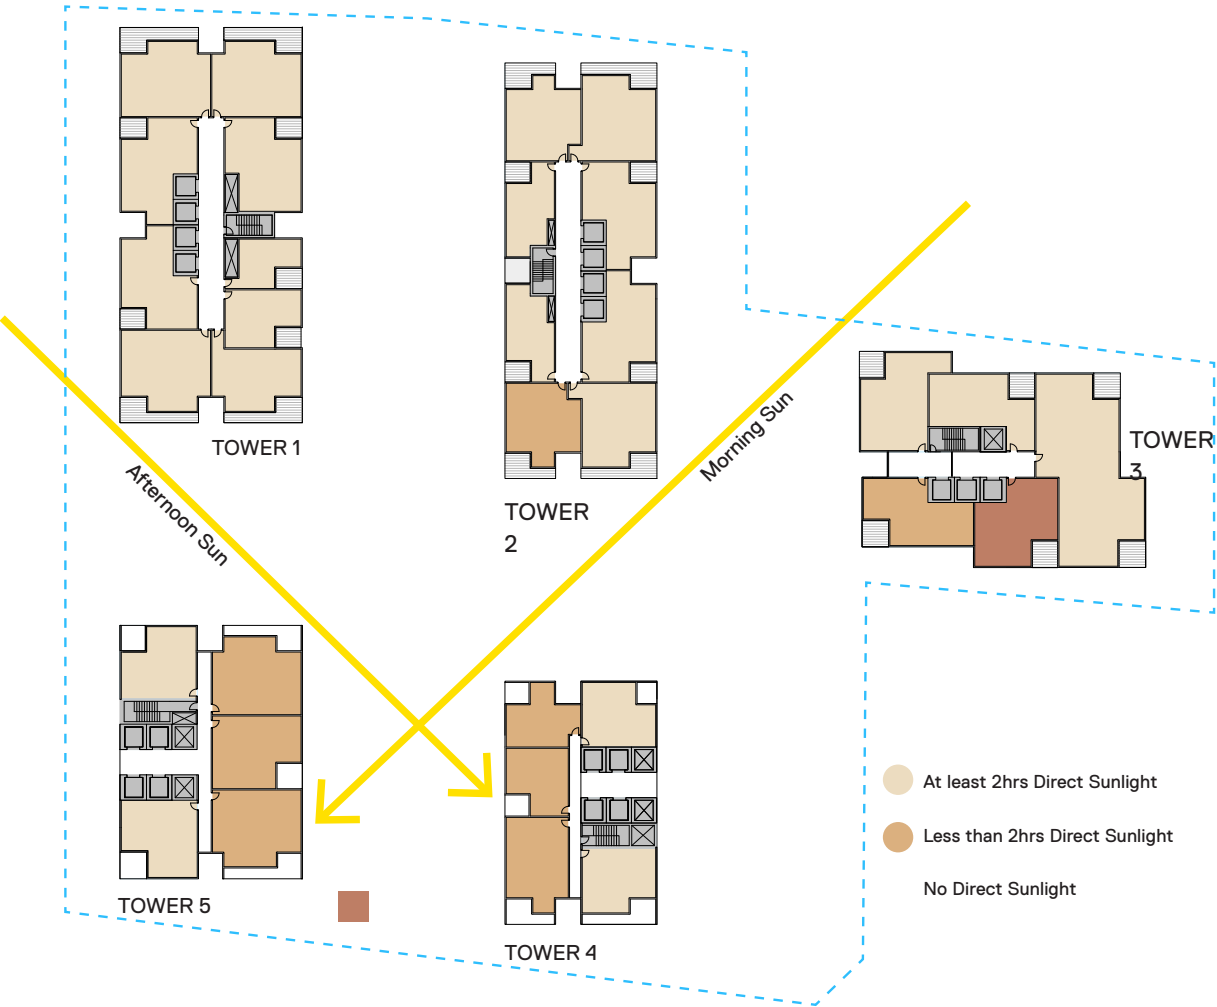 TOWER 1
TOWER
3
Morning Sun
Afternoon Sun
TOWER
2
At least 2hrs Direct Sunlight
Less than 2hrs Direct Sunlight
No Direct Sunlight
TOWER 5
TOWER 4